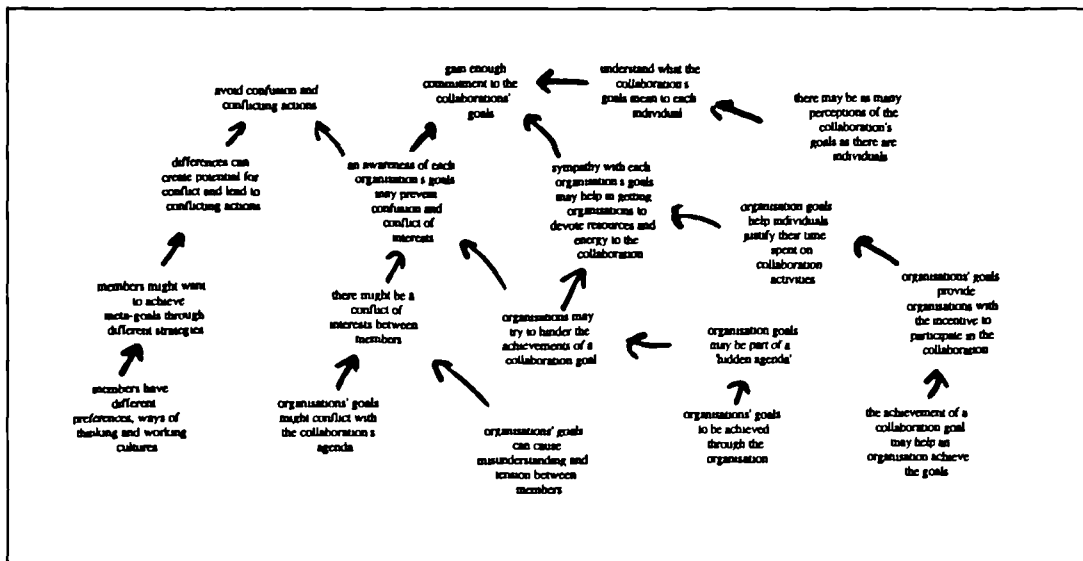 gain enough
commitment to the
collaborations'
goals
understand what the
collaboration s
goals mean to each
individual
avoid confusion and
conflicting actions
there may be as many
perceptions of the
collaboration's
goals as there are
individuals
differences can
create potential for
conflict and lead to
conflicting actions
an awareness of each
organisation s goals
may prevent
confusion and
conflict of
interests
sympathy with each
organisation s goals
may help in getting
organisations to
devote resources and
energy to the
collaboration
organisation goals
help individuals
justify their time
spent on
collaboration
activities
members might want
to achieve
meta-goals through
different strategies
there might be a
conflict of
interests between
members
organisations may
try to hinder the
achievements of a
collaboration goal
organisation goals
may be part of a
'hidden agenda'
organisations' goals
provide
organisations with
the incentive to
participate in the
collaboration
members have
different
preferences, ways of
thinking and working
cultures
organisations' goals
might conflict with
the collaboration s
agenda
organisations' goals
can cause
misunderstanding and
tension between
members
organisations' goals
to be achieved
through the
organisation
the achievement of a
collaboration goal
may help an
organisation achieve
the goals